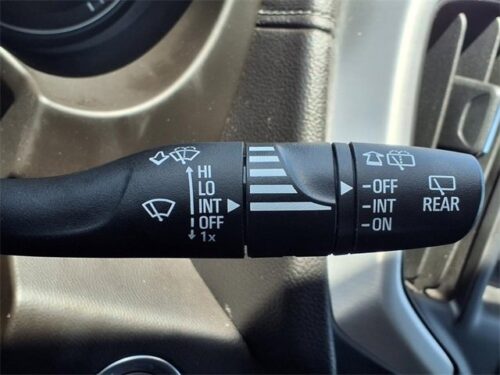 HI
LO
INT
OFF
1x
-OFF
-INT
-ON
REAR